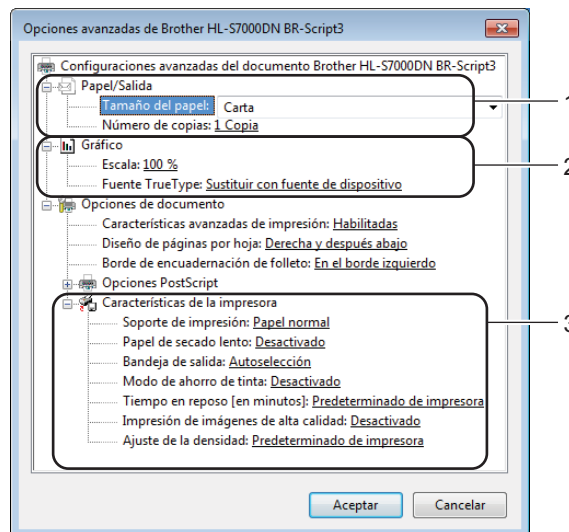 Opciones avanzadas de Brother HL-S7000DN BR-Script3
Configuraciones avanzadas del documento Brother HL-S7000DN BR-Script3
Papel/Salida
Tamaño del papel: Carta
1
Número de copias: 1 Copia
Gráfico
Escala: 100 %
2
Fuente TrueType: Sustituir con fuente de dispositivo
Opciones de documento
Características avanzadas de impresión: Habilitadas
Diseño de páginas por hoja: Derecha y después abajo
Borde de encuadernación de folleto: En el borde izquierdo
Opciones PostScript
Características de la impresora
Soporte de impresión: Papel normal
3
Papel de secado lento: Desactivado
Bandeja de salida: Autoselección
Modo de ahorro de tinta: Desactivado
Tiempo en reposo [en minutos]: Predeterminado de impresora
Impresión de imágenes de alta calidad: Desactivado
Ajuste de la densidad: Predeterminado de impresora
Aceptar Cancelar